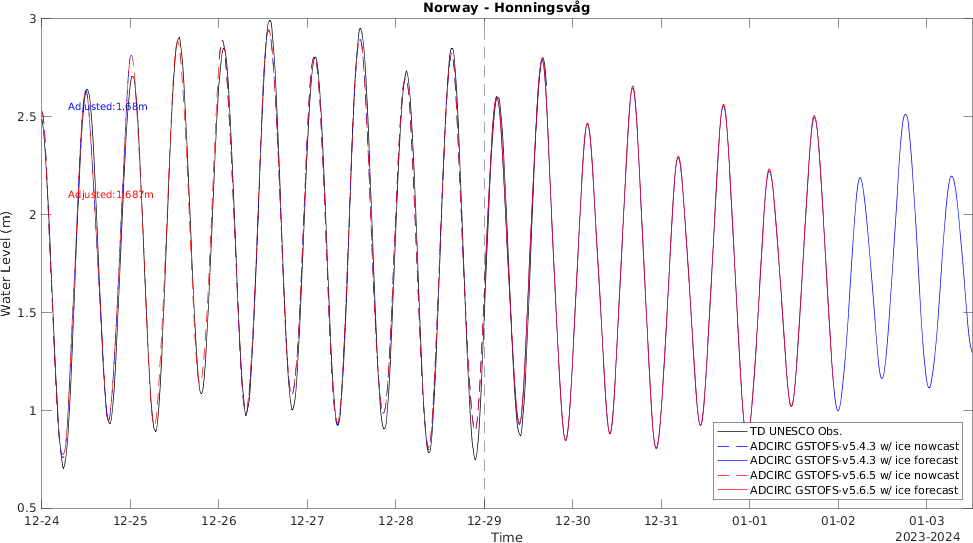 Norway - Honningsvåg
3
2.5
2
1.5
1
0.5
Water Level (m)
Adjusted:1.68m
Adjusted:1.687m
TD UNESCO Obs.
ADCIRC GSTOFS-v5.4.3 w/ ice nowcast
ADCIRC GSTOFS-v5.4.3 w/ ice forecast
ADCIRC GSTOFS-v5.6.5 w/ ice nowcast
ADCIRC GSTOFS-v5.6.5 w/ ice forecast
12-24 12-25 12-26 12-27 12-28 12-29 12-30 12-31 01-01 01-02 01-03
Time
2023-2024